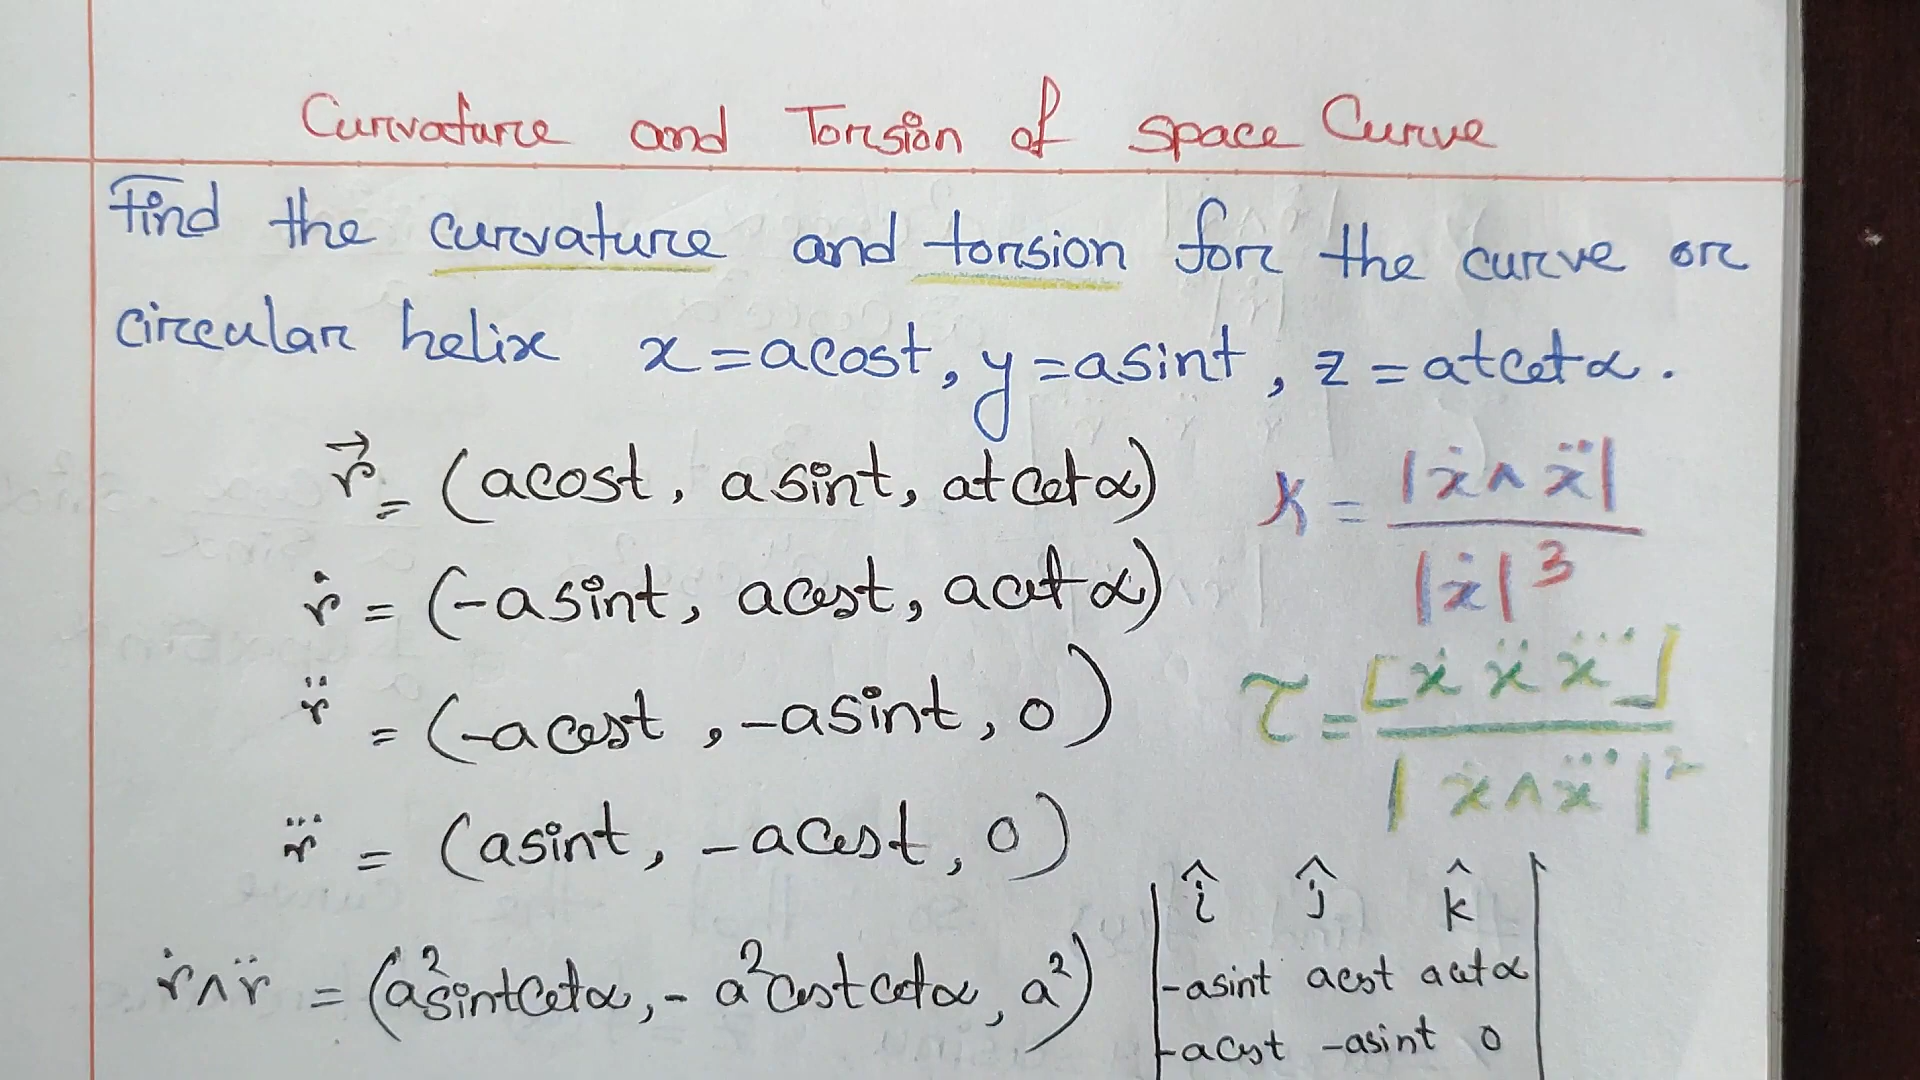 Curvature and Torsion of space Curve
Find the curvature and torsion for the curve or
circular helix x = acost, y = asint, z = atcotα.
r⃗ = (acost, asint, atcotα)
κ = |ẋ∧ẍ| / |ẋ|³
ṙ = (-asint, acost, acotα)
r̈ = (-acost, -asint, 0)
τ = [ẋ ẍ x⃛] / |ẋ∧x⃛|²
r⃛ = (asint, -acost, 0)
ṙ∧r̈ = (a²sintcotα, -a²costcotα, a²)
î ĵ k̂
-asint acost acotα
-acost -asint 0